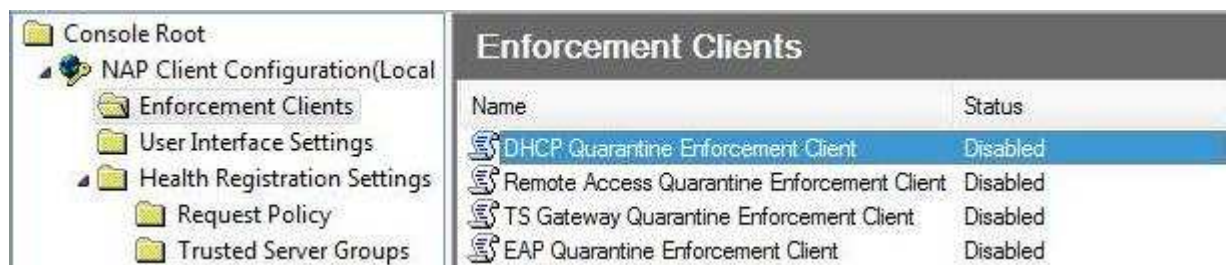 Console Root
NAP Client Configuration(Local
Enforcement Clients
User Interface Settings
Health Registration Settings
Request Policy
Trusted Server Groups
Enforcement Clients
Name Status
DHCP Quarantine Enforcement Client Disabled
Remote Access Quarantine Enforcement Client Disabled
TS Gateway Quarantine Enforcement Client Disabled
EAP Quarantine Enforcement Client Disabled